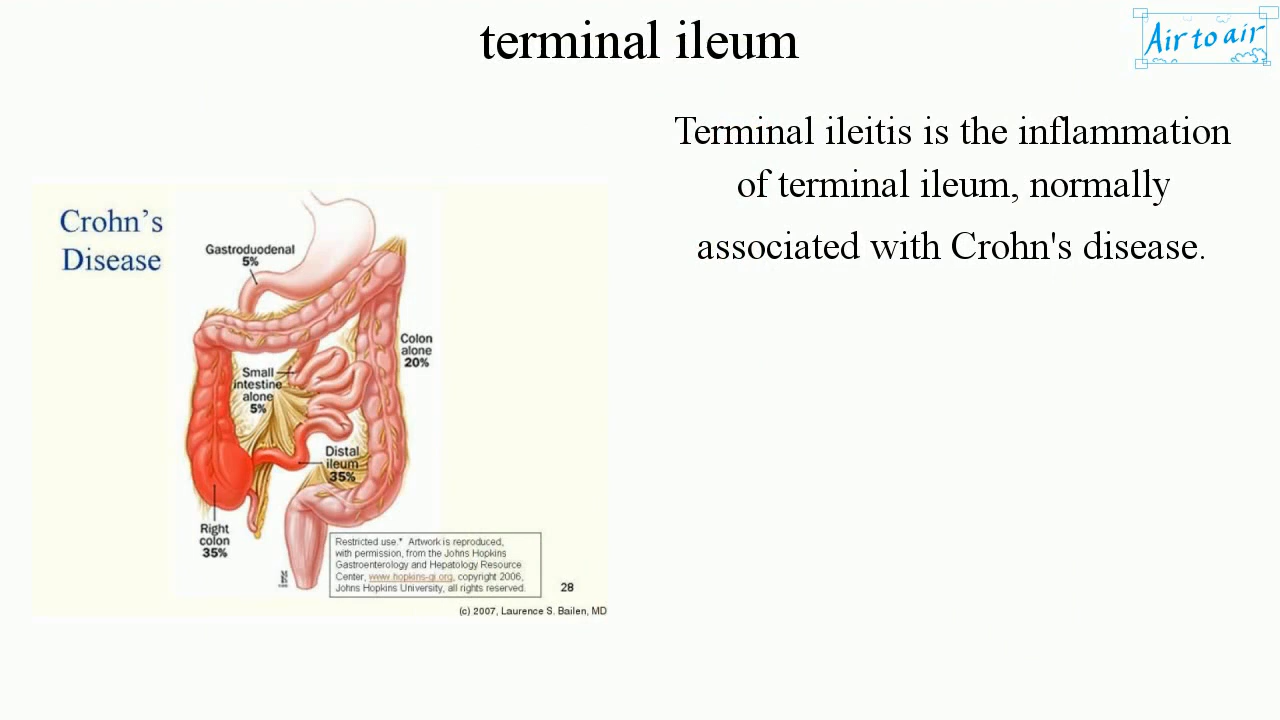 terminal ileum
Air to air
Terminal ileitis is the inflammation
of terminal ileum, normally
associated with Crohn's disease.
Crohn’s
Disease
Gastroduodenal
5%
Colon
alone
20%
Small
intestine
alone
5%
Distal
ileum
35%
Right
colon
35%
Restricted use.* Artwork is reproduced,
with permission, from the Johns Hopkins
Gastroenterology and Hepatology Resource
Center, www.hopkins-gi.org, copyright 2006,
Johns Hopkins University, all rights reserved.
28
(c) 2007, Laurence S. Bailen, MD